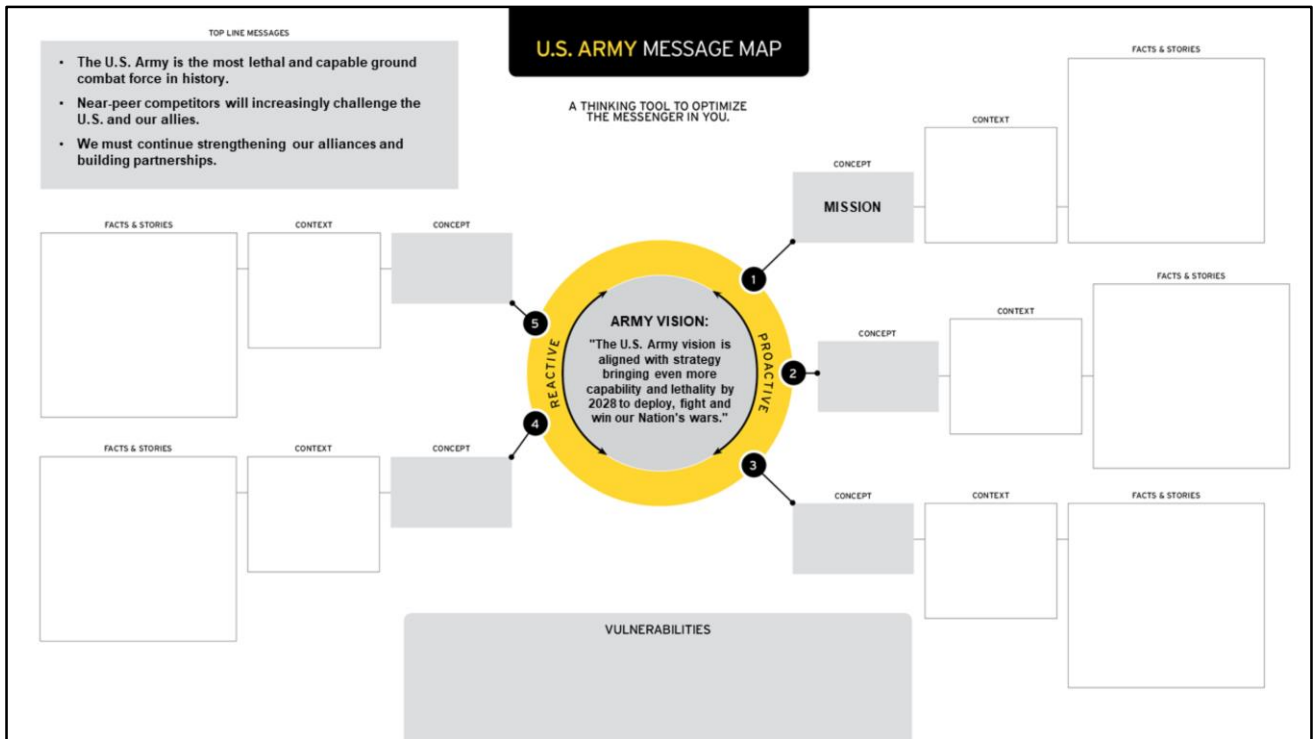 TOP LINE MESSAGES
• The U.S. Army is the most lethal and capable ground
combat force in history.
• Near-peer competitors will increasingly challenge the
U.S. and our allies.
• We must continue strengthening our alliances and
building partnerships.
U.S. ARMY MESSAGE MAP
A THINKING TOOL TO OPTIMIZE
THE MESSENGER IN YOU.
FACTS & STORIES
CONTEXT
CONCEPT
MISSION
FACTS & STORIES
CONTEXT
CONCEPT
1
5
REACTIVE
ARMY VISION:
"The U.S. Army vision is
aligned with strategy
bringing even more
capability and lethality by
2028 to deploy, fight and
win our Nation's wars."
PROACTIVE
FACTS & STORIES
CONTEXT
CONCEPT
2
4
FACTS & STORIES
CONTEXT
CONCEPT
3
CONCEPT
CONTEXT
FACTS & STORIES
VULNERABILITIES